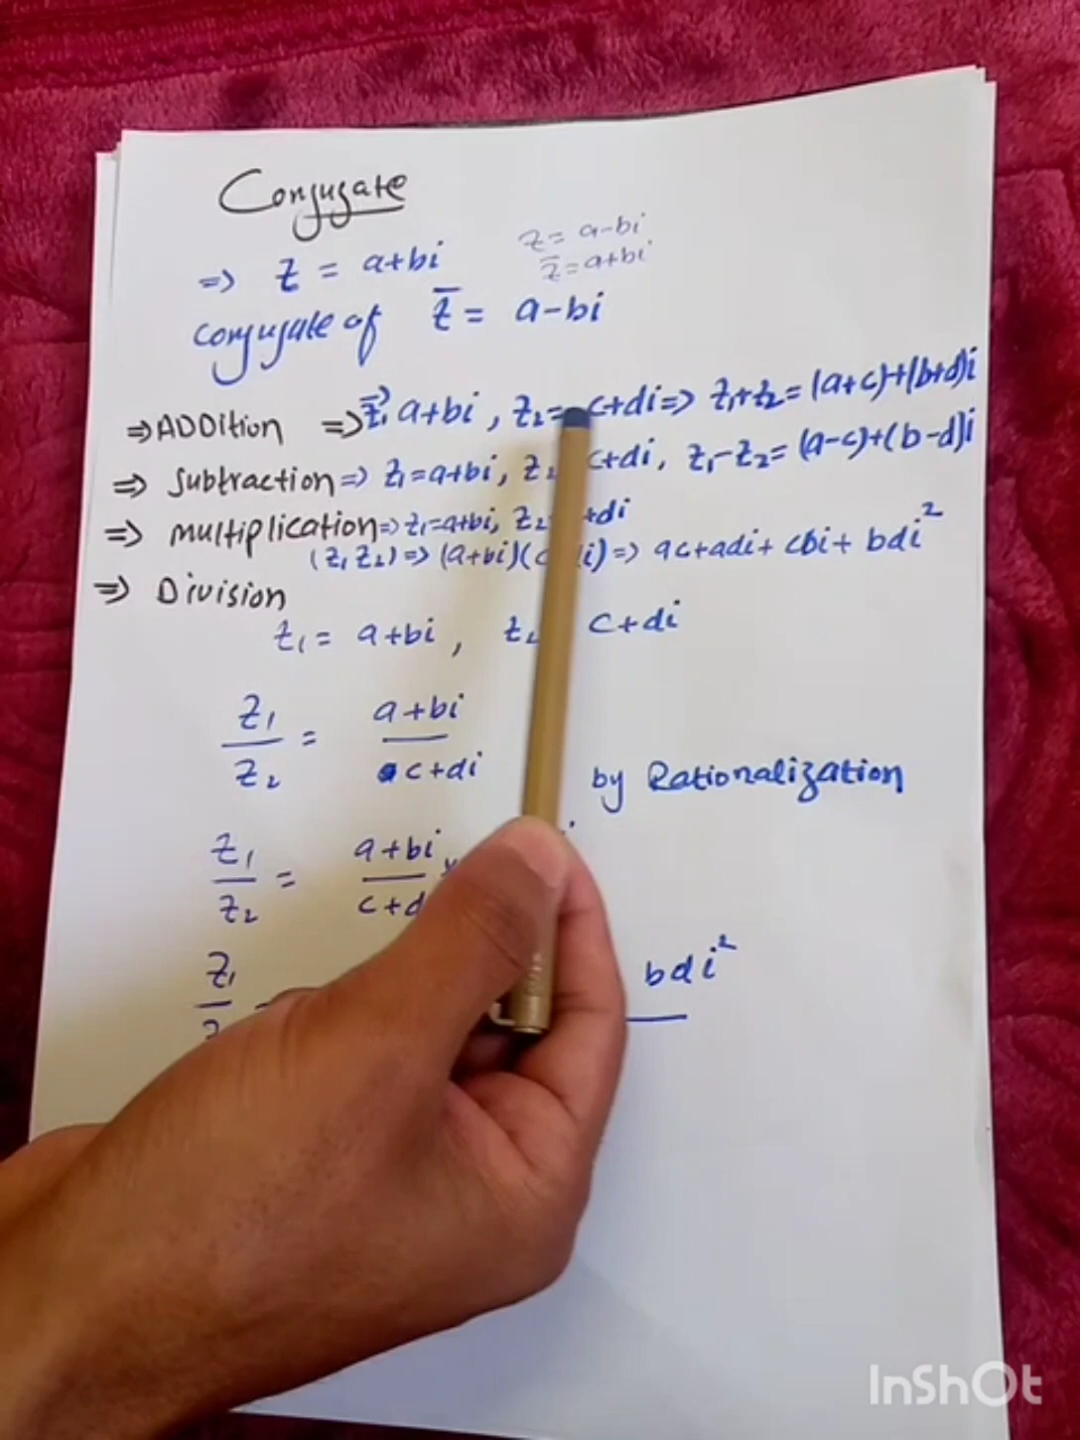 Conjugate
z = a-bi
z̄ = a+bi
=> z = a+bi
conjugate of z̄ = a-bi
=> ADDition => z₁ a+bi, z₂= c+di => z₁+z₂= (a+c)+(b+d)i
=> Subtraction => z₁=a+bi, z₂ c+di, z₁-z₂= (a-c)+(b-d)i
=> multiplication => z₁=a+bi, z₂ +di
(z₁ z₂) => (a+bi)(c i) => ac+adi+ cbi+ bdi²
=> Division
z₁ = a+bi, z₂ c+di
z₁ / z₂ = a+bi / c+di
by Rationalization
z₁ / z₂ = a+bi / c+d
z₁ bdi²
InShOt